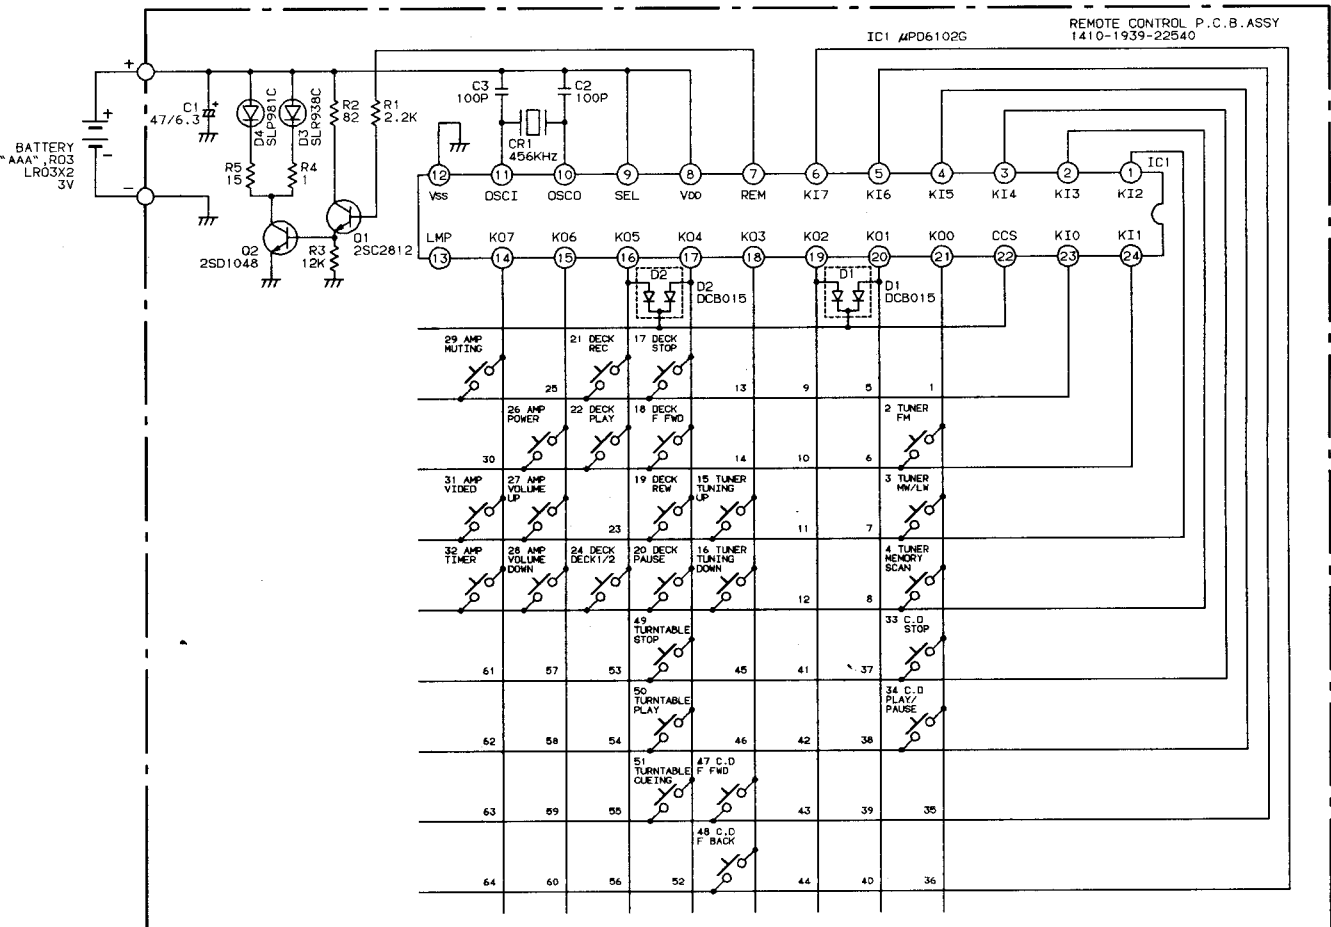 REMOTE CONTROL P.C.B.ASSY
1410-1939-22540
IC1 μPD6102G
+
BATTERY
"AAA",R03
LR03X2
3V
+
-
-
C1
47/6.3
+
D4
SLP981C
D3
SLR938C
R2
82
R1
2.2K
R5
15
R4
1
Q2
2SD1048
R3
12K
Q1
2SC2812
C3
100P
C2
100P
CR1
456KHZ
IC1
12 11 10 9 8 7 6 5 4 3 2 1
Vss OSCI OSCO SEL VDD REM KI7 KI6 KI5 KI4 KI3 KI2
LMP KO7 KO6 KO5 KO4 KO3 KO2 KO1 KO0 CCS KI0 KI1
13 14 15 16 17 18 19 20 21 22 23 24
D2
D2
DCB015
D1
D1
DCB015
29 AMP
MUTING
21 DECK
REC
17 DECK
STOP
25 13 9 5 1
26 AMP
POWER
22 DECK
PLAY
18 DECK
F FWD
2 TUNER
FM
30 14 10 6
31 AMP
VIDEO
27 AMP
VOLUME
UP
19 DECK
REW
15 TUNER
TUNING
UP
3 TUNER
MW/LW
23 11 7
32 AMP
TIMER
28 AMP
VOLUME
DOWN
24 DECK
DECK1/2
20 DECK
PAUSE
16 TUNER
TUNING
DOWN
4 TUNER
MEMORY
SCAN
12 8
49
TURNTABLE
STOP
33 C.D
STOP
61 57 53 45 41 37
50
TURNTABLE
PLAY
34 C.D
PLAY/
PAUSE
62 58 54 46 42 38
51
TURNTABLE
CUEING
47 C.D
F FWD
63 59 55 43 39 35
48 C.D
F BACK
64 60 56 52 44 40 36